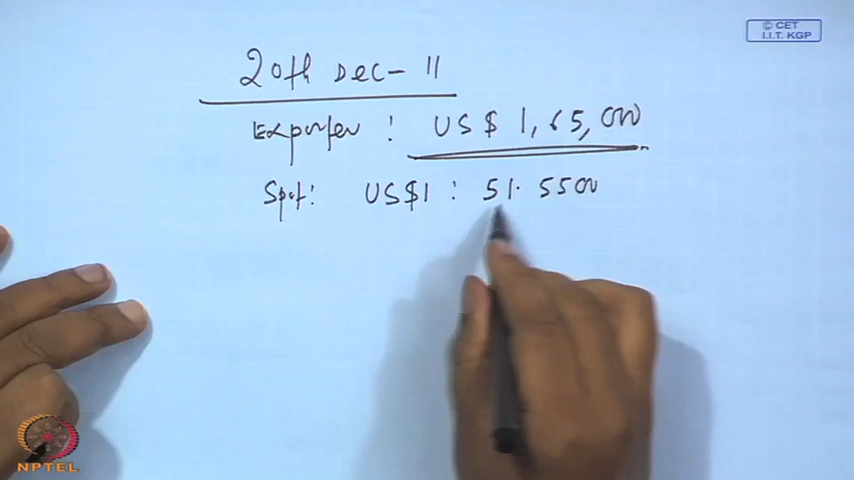 © CET
I.I.T. KGP
20th Dec- 11
Exporter : US $ 1,65,000
Spot: US$1 : 51.5500
NPTEL